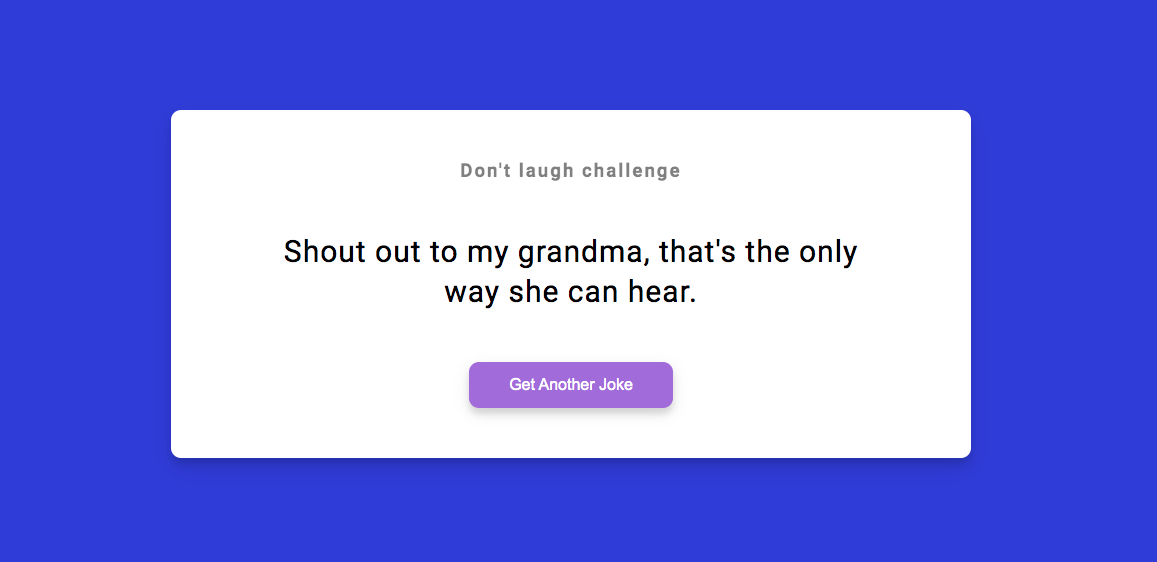 Don't laugh challenge
Shout out to my grandma, that's the only
way she can hear.
Get Another Joke